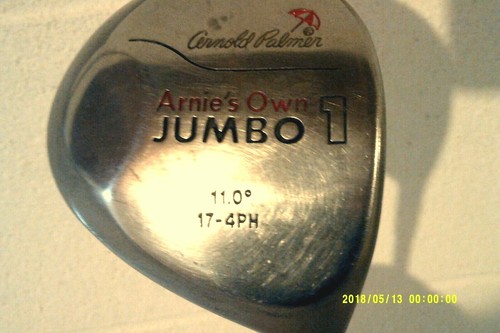 Arnold Palmer
Arnie's Own
JUMBO 1
11.0°
17-4PH
2018/05/13 00:00:00